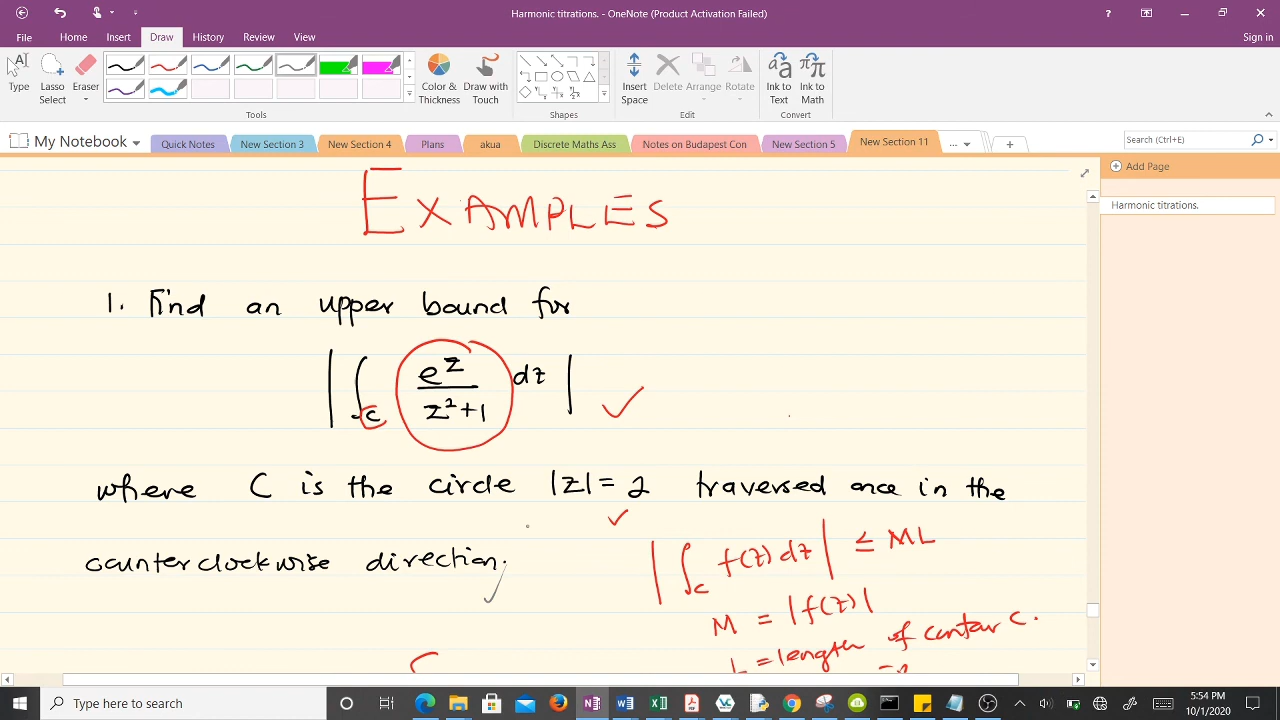 Harmonic titrations. - OneNote (Product Activation Failed)
File Home Insert Draw History Review View Sign in
Type Lasso Select Eraser Color & Thickness Draw with Touch Insert Space Delete Arrange Rotate Ink to Text Ink to Math
Tools Shapes Edit Convert
My Notebook Quick Notes New Section 3 New Section 4 Plans akua Discrete Maths Ass Notes on Budapest Con New Section 5 New Section 11 ... Search (Ctrl+E)
Add Page
Harmonic titrations.
EXAMPLES
1. Find an upper bound for
| ∫_C e^z / (z²+1) dz |
where C is the circle |z| = 2 traversed once in the
counterclockwise direction.
| ∫_C f(z) dz | ≤ ML
M = |f(z)|
L = length of contour C.
Type here to search
5:54 PM
10/1/2020